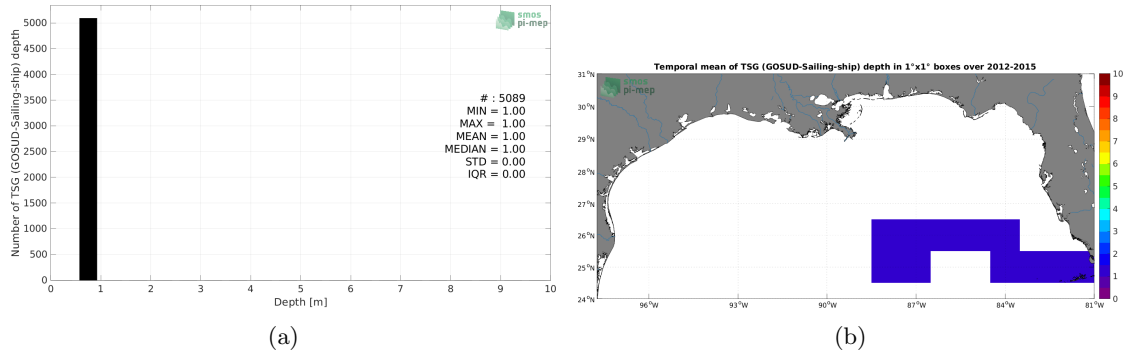 5000
4500
4000
3500
3000
2500
2000
1500
1000
500
0
Number of TSG (GOSUD-Sailing-ship) depth
smos
pi-mep
# : 5089
MIN = 1.00
MAX = 1.00
MEAN = 1.00
MEDIAN = 1.00
STD = 0.00
IQR = 0.00
0 1 2 3 4 5 6 7 8 9 10
Depth [m]
(a)
Temporal mean of TSG (GOSUD-Sailing-ship) depth in 1°x1° boxes over 2012-2015
smos
pi-mep
31°N
30°N
29°N
28°N
27°N
26°N
25°N
24°N
96°W 93°W 90°W 87°W 84°W 81°W
10
9
8
7
6
5
4
3
2
1
0
(b)